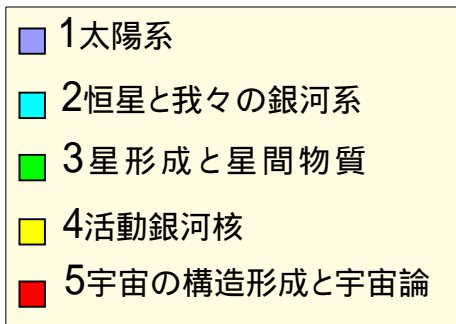 1太陽系
2恒星と我々の銀河系
3星形成と星間物質
4活動銀河核
5宇宙の構造形成と宇宙論